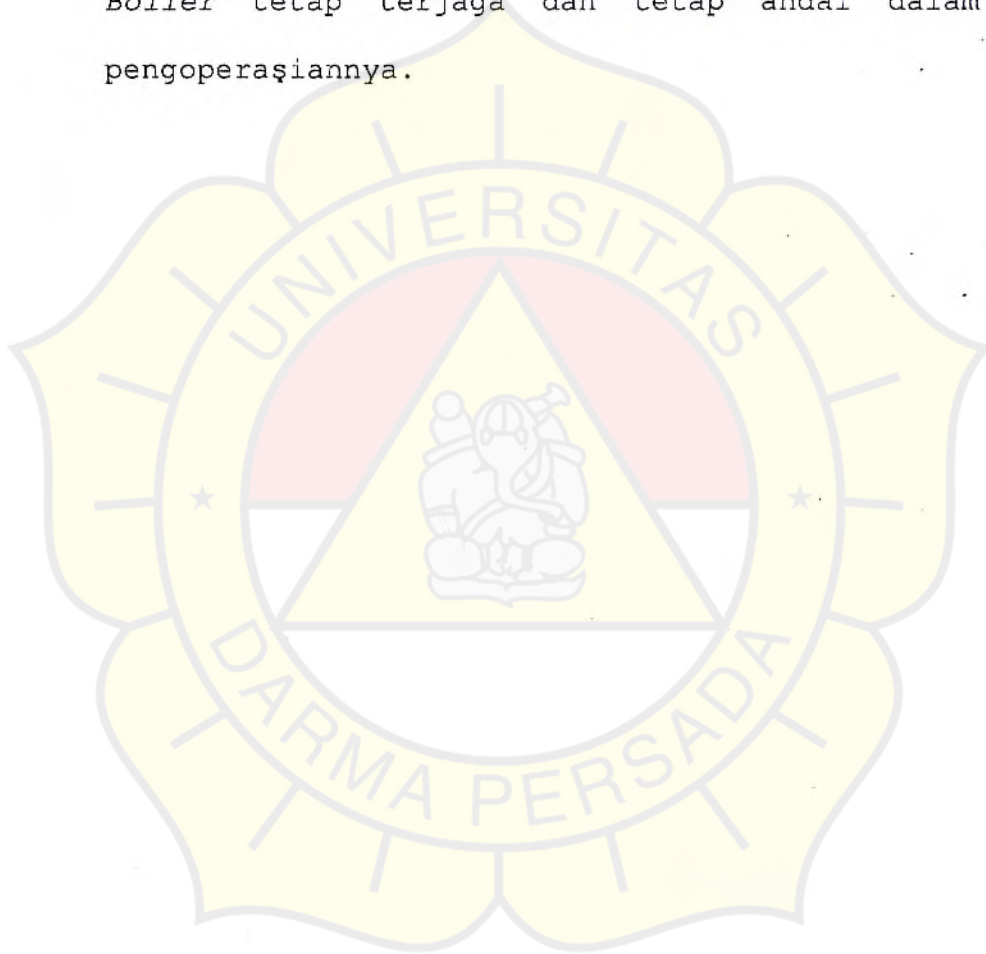 Boiler tetap terjaga dan tetap andal dalam
pengoperasiannya.
UNIVERSITAS
DARMA PERSADA